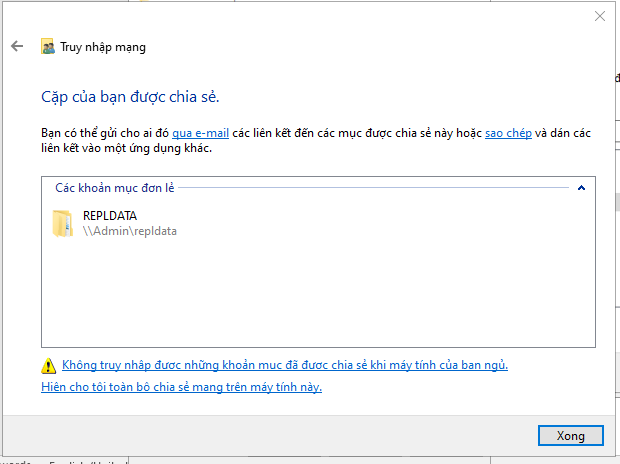 Truy nhập mạng
Cặp của bạn được chia sẻ.
Bạn có thể gửi cho ai đó qua e-mail các liên kết đến các mục được chia sẻ này hoặc sao chép và dán các
liên kết vào một ứng dụng khác.
Các khoản mục đơn lẻ
REPLDATA
\\Admin\repldata
Không truy nhập được những khoản mục đã được chia sẻ khi máy tính của bạn ngủ.
Hiện cho tôi toàn bộ chia sẻ mạng trên máy tính này.
Xong